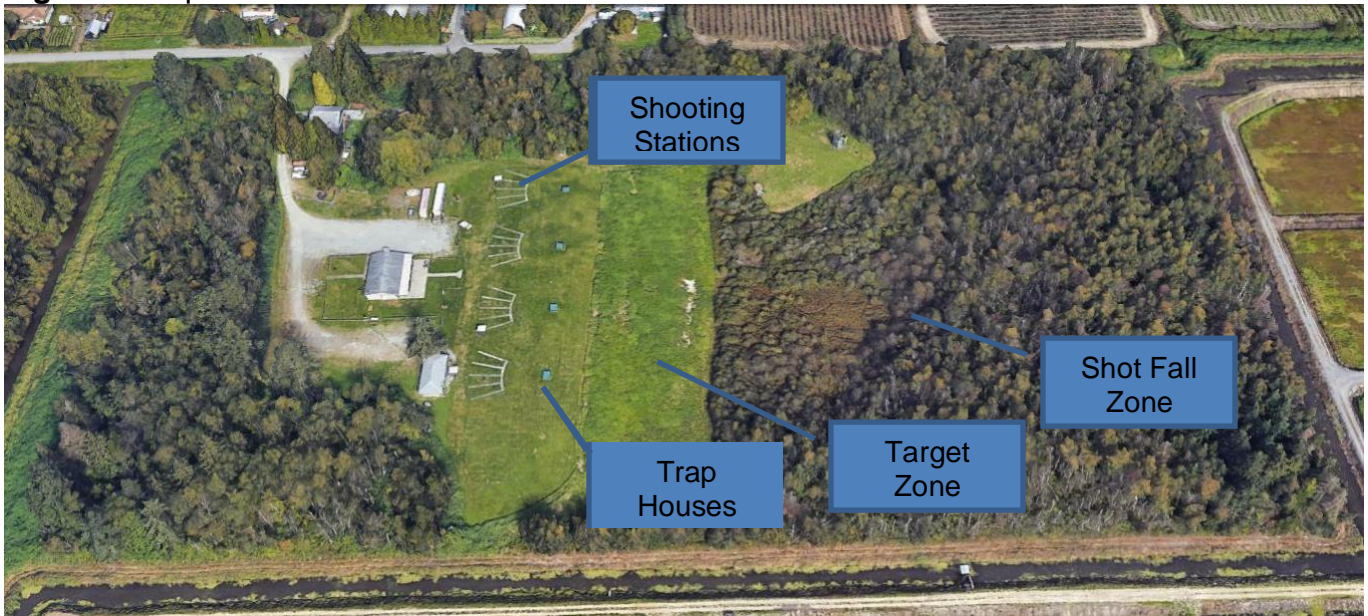 Shooting
Stations
Shot Fall
Zone
Target
Zone
Trap
Houses